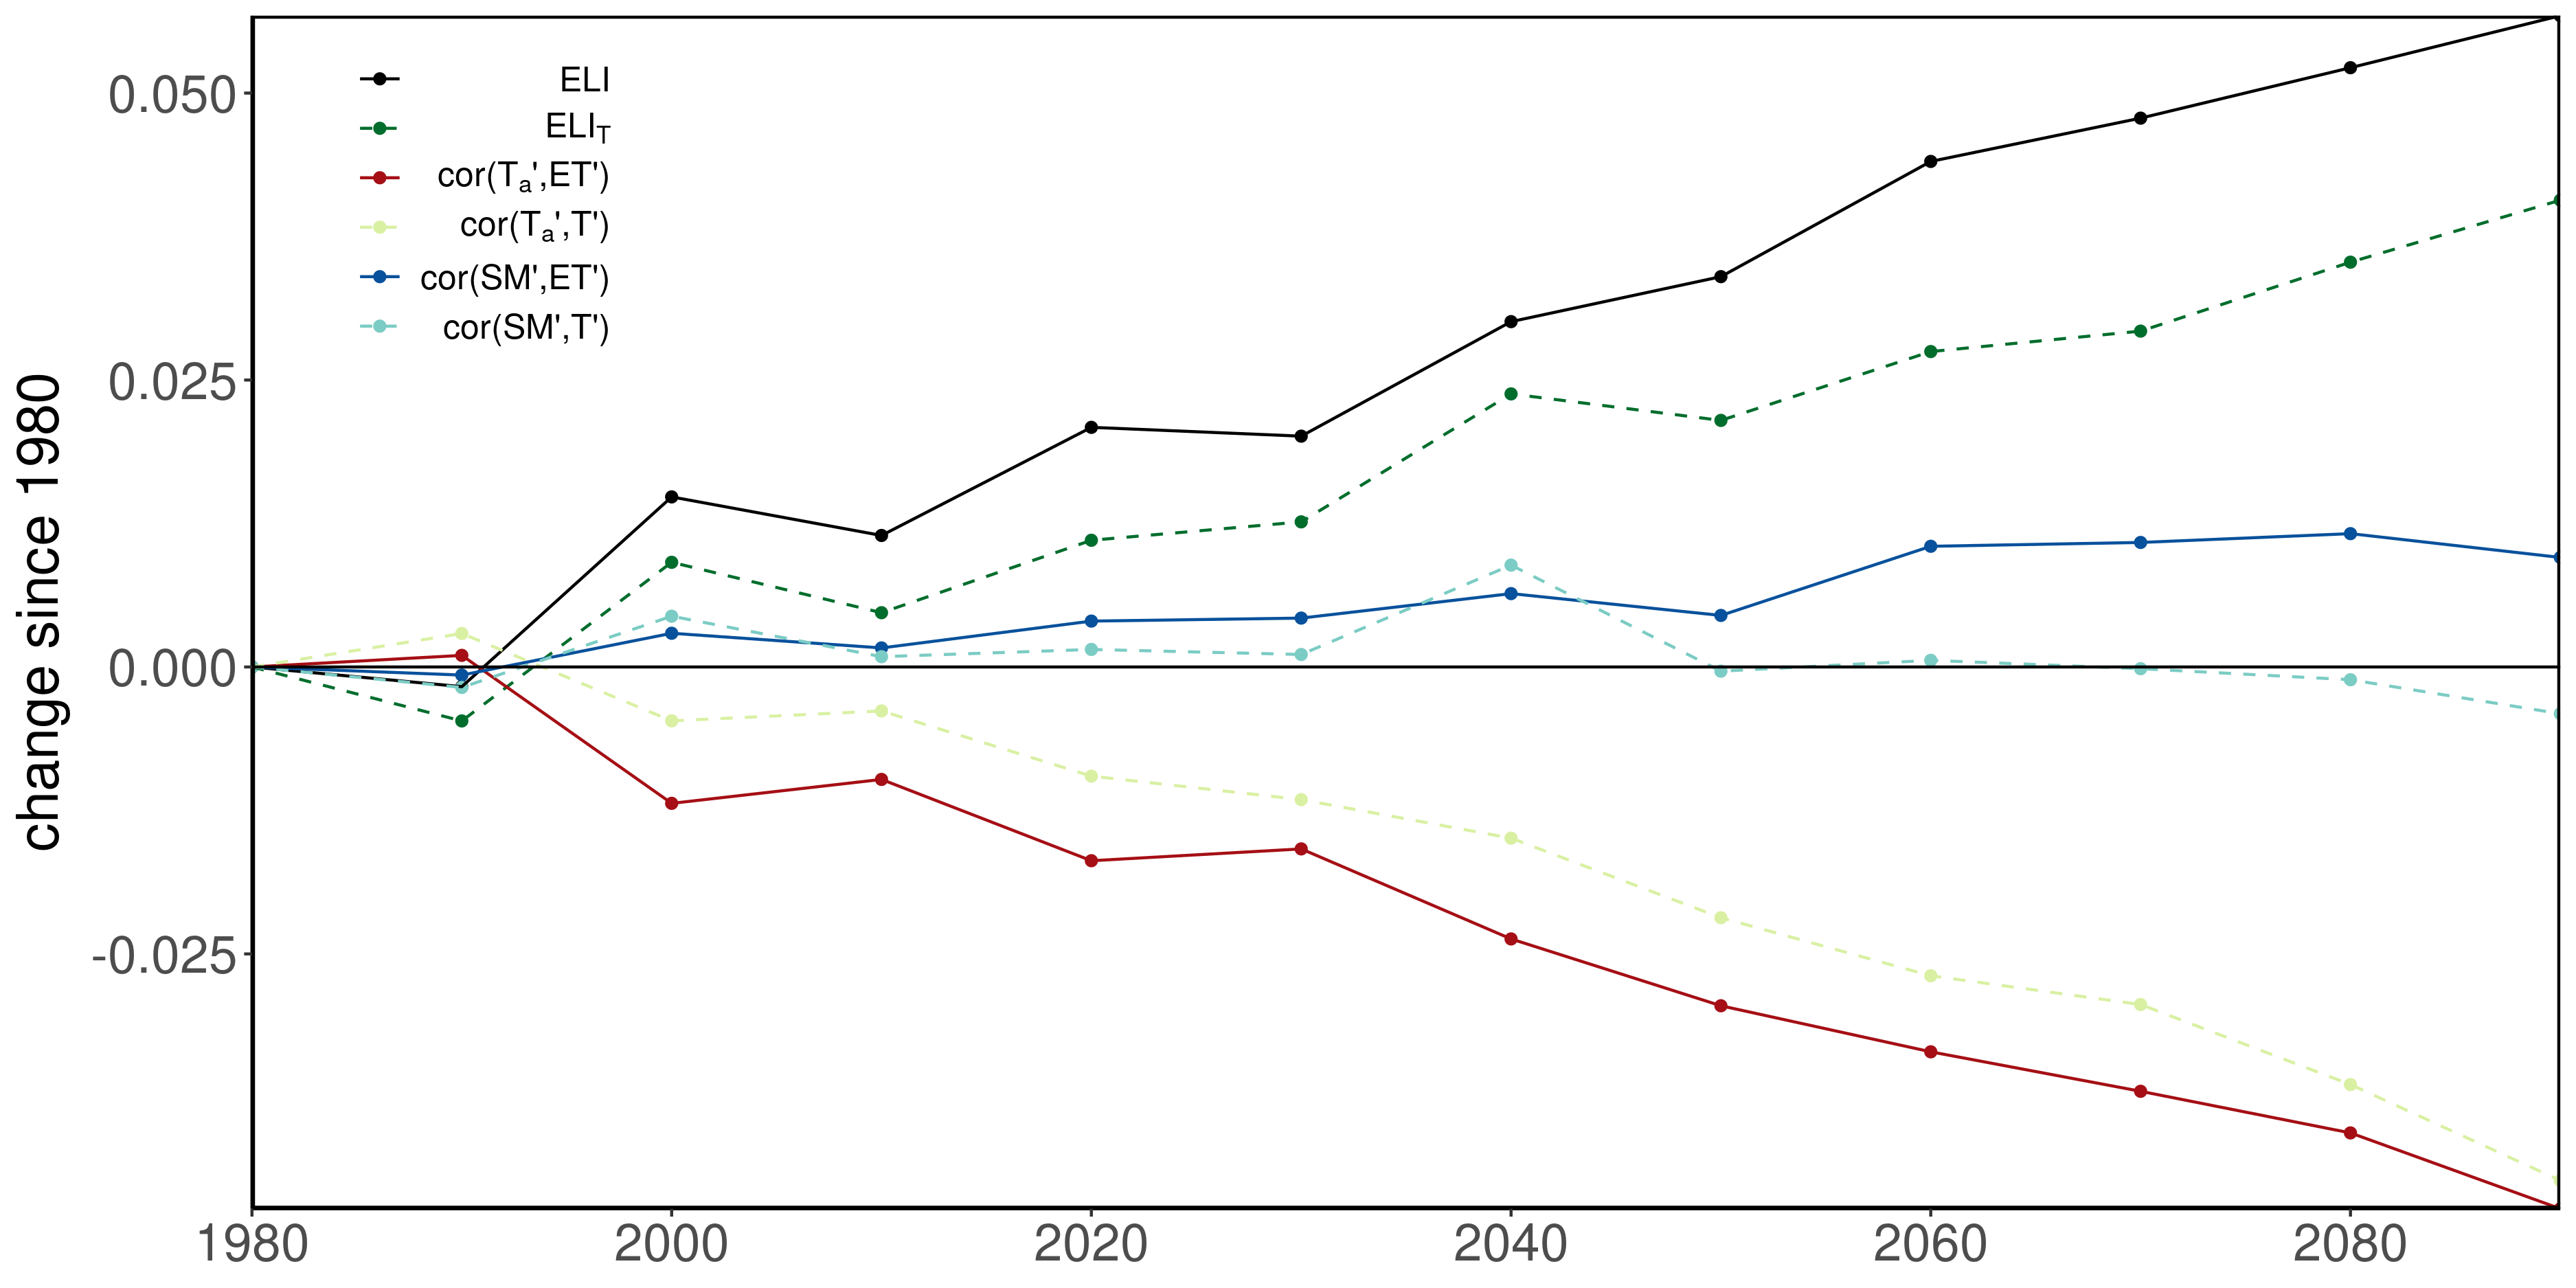 change since 1980
0.050
0.025
0.000
-0.025
ELI
ELI_T
cor(T_a',ET')
cor(T_a',T')
cor(SM',ET')
cor(SM',T')
1980 2000 2020 2040 2060 2080